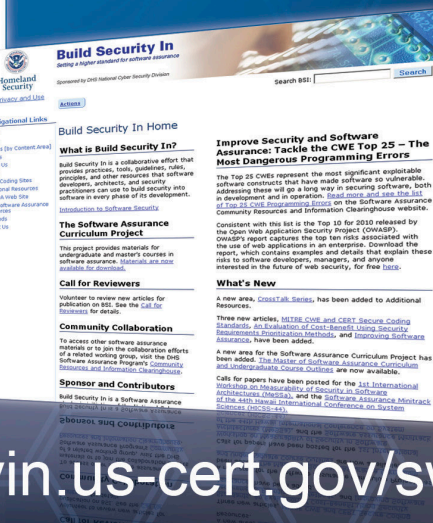 Build Security In
Setting a higher standard for software assurance
Sponsored by DHS National Cyber Security Division
Homeland
Security
Search BSI:
Search
Actions
Build Security In Home
What is Build Security In?
Build Security In is a collaborative effort that
provides practices, tools, guidelines, rules,
principles, and other resources that software
developers, architects, and security
practitioners can use to build security into
software in every phase of its development.
Introduction to Software Security
The Software Assurance
Curriculum Project
This project provides materials for
undergraduate and master's courses in
software assurance. Materials are now
available for download.
Call for Reviewers
Volunteer to review new articles for
publication on BSI. See the Call for
Reviewers for details.
Community Collaboration
To access other software assurance
materials or to join the collaboration efforts
of a related working group, visit the DHS
Software Assurance Program's Community
Resources and Information Clearinghouse.
Sponsor and Contributors
Build Security In is a Software Assurance
Improve Security and Software
Assurance: Tackle the CWE Top 25 – The
Most Dangerous Programming Errors
The Top 25 CWEs represent the most significant exploitable
software constructs that have made software so vulnerable.
Addressing these will go a long way in securing software, both
in development and in operation. Read more and see the list
of Top 25 CWE Programming Errors on the Software Assurance
Community Resources and Information Clearinghouse website.
Consistent with this list is the Top 10 for 2010 released by
the Open Web Application Security Project (OWASP).
OWASP's report captures the top ten risks associated with
the use of web applications in an enterprise. Download the
report, which contains examples and details that explain these
risks to software developers, managers, and anyone
interested in the future of web security, for free here.
What's New
A new area, CrossTalk Series, has been added to Additional
Resources.
Three new articles, MITRE CWE and CERT Secure Coding
Standards, An Evaluation of Cost-Benefit Using Security
Requirements Prioritization Methods, and Improving Software
Assurance, have been added.
A new area for the Software Assurance Curriculum Project has
been added. The Master of Software Assurance Curriculum
and Undergraduate Course Outlines are now available.
Calls for papers have been posted for the 1st International
Workshop on Measurability of Security in Software
Architectures (MeSSa), and the Software Assurance Minitrack
of the 44th Hawaii International Conference on System
Sciences (HICSS-44).
in.us-cert.gov/sw